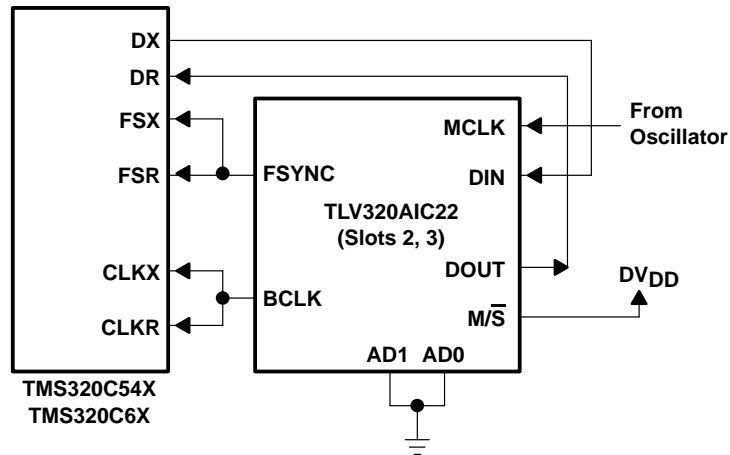 DX
DR
FSX
FSR
CLKX
CLKR
TMS320C54X
TMS320C6X
FSYNC
BCLK
TLV320AIC22
(Slots 2, 3)
MCLK
DIN
DOUT
M/S̅
AD1 AD0
From
Oscillator
DVDD